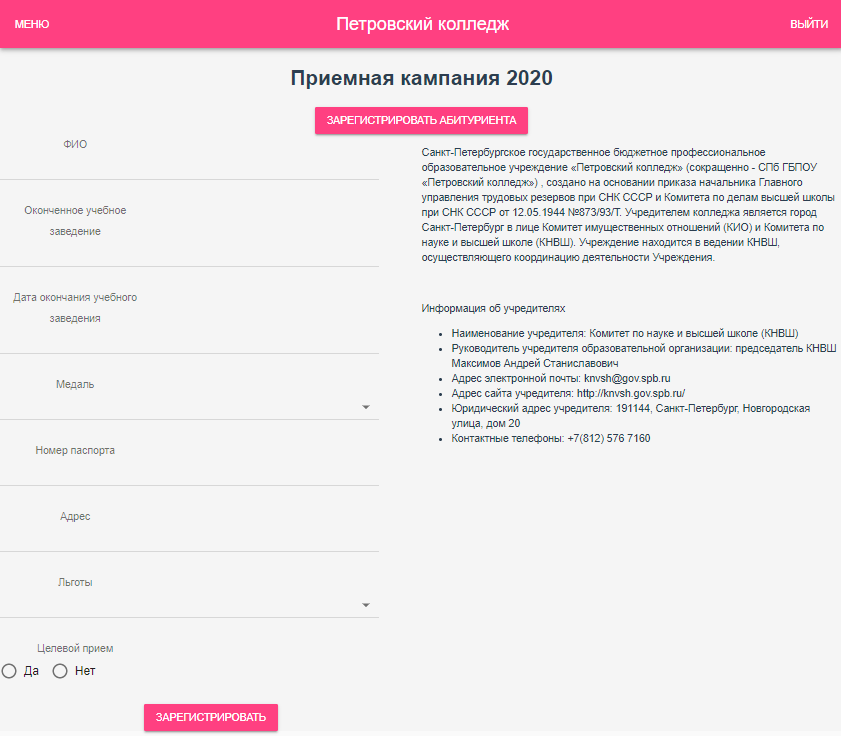 МЕНЮ
Петровский колледж
ВЫЙТИ
Приемная кампания 2020
ЗАРЕГИСТРИРОВАТЬ АБИТУРИЕНТА
ФИО
Оконченное учебное
заведение
Дата окончания учебного
заведения
Медаль
Номер паспорта
Адрес
Льготы
Целевой прием
Да
Нет
ЗАРЕГИСТРИРОВАТЬ
Санкт-Петербургское государственное бюджетное профессиональное
образовательное учреждение «Петровский колледж» (сокращенно - СПб ГБПОУ
«Петровский колледж») , создано на основании приказа начальника Главного
управления трудовых резервов при СНК СССР и Комитета по делам высшей школы
при СНК СССР от 12.05.1944 №873/93/Т. Учредителем колледжа является город
Санкт-Петербург в лице Комитет имущественных отношений (КИО) и Комитета по
науке и высшей школе (КНВШ). Учреждение находится в ведении КНВШ,
осуществляющего координацию деятельности Учреждения.
Информация об учредителях
• Наименование учредителя: Комитет по науке и высшей школе (КНВШ)
• Руководитель учредителя образовательной организации: председатель КНВШ
Максимов Андрей Станиславович
• Адрес электронной почты: knvsh@gov.spb.ru
• Адрес сайта учредителя: http://knvsh.gov.spb.ru/
• Юридический адрес учредителя: 191144, Санкт-Петербург, Новгородская
улица, дом 20
• Контактные телефоны: +7(812) 576 7160